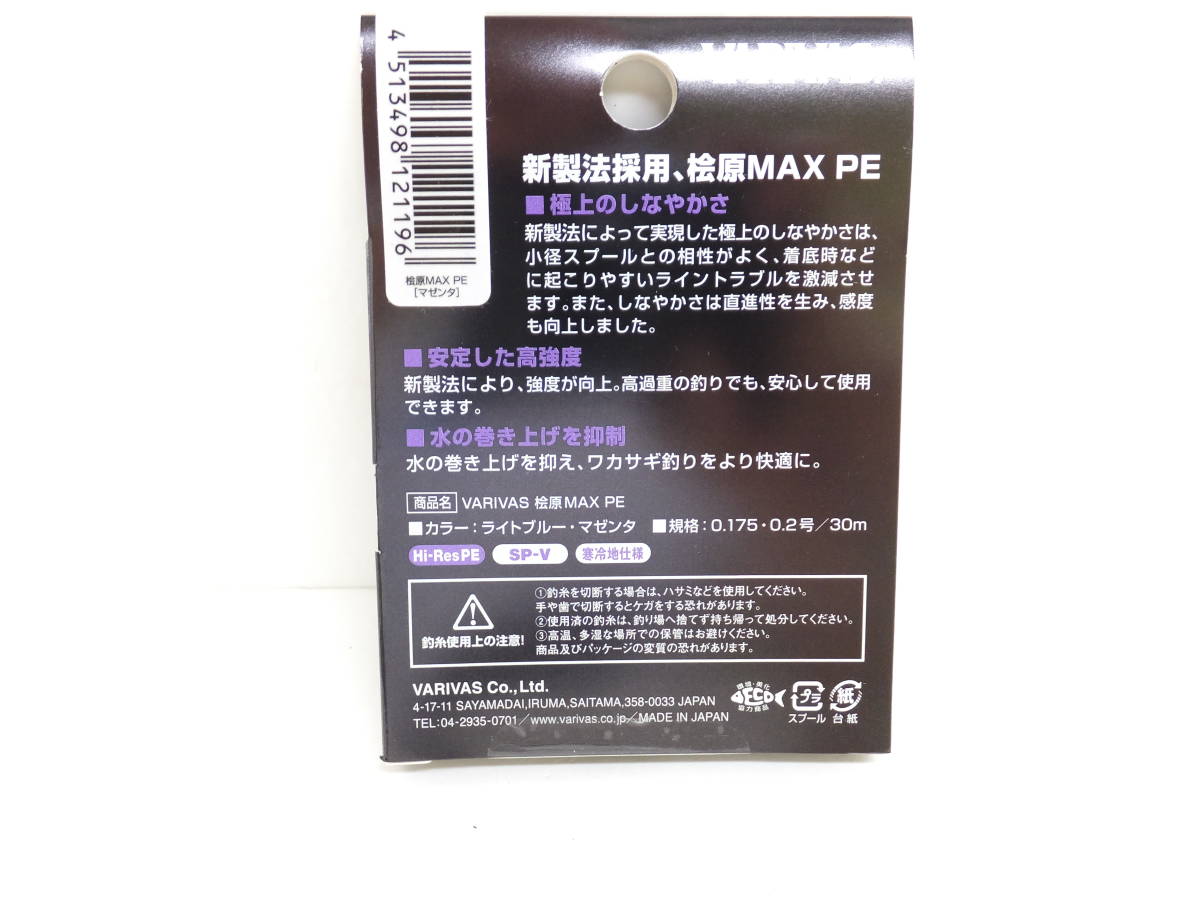 VARIVAS
4 513498 121196
桧原MAX PE
[マゼンタ]
新製法採用、桧原MAX PE
■極上のしなやかさ
新製法によって実現した極上のしなやかさは、
小径スプールとの相性がよく、着底時など
に起こりやすいライントラブルを激減させ
ます。また、しなやかさは直進性を生み、感度
も向上しました。
■安定した高強度
新製法により、強度が向上。高過重の釣りでも、安心して使用
できます。
■水の巻き上げを抑制
水の巻き上げを抑え、ワカサギ釣りをより快適に。
商品名 VARIVAS 桧原MAX PE
■カラー：ライトブルー・マゼンタ ■規格：0.175・0.2号／30m
Hi-Res PE SP-V 寒冷地仕様
釣糸使用上の注意!
①釣糸を切断する場合は、ハサミなどを使用してください。
手や歯で切断するとケガをする恐れがあります。
②使用済の釣糸は、釣り場へ捨てず持ち帰って処分してください。
③高温、多湿な場所での保管はお避けください。
商品及びパッケージの変質の恐れがあります。
VARIVAS Co.,Ltd.
4-17-11 SAYAMADAI,IRUMA,SAITAMA,358-0033 JAPAN
TEL:04-2935-0701／www.varivas.co.jp／MADE IN JAPAN
環境・美化
ECO
協力商品
プラ
スプール
紙
台紙